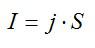 I = j · S